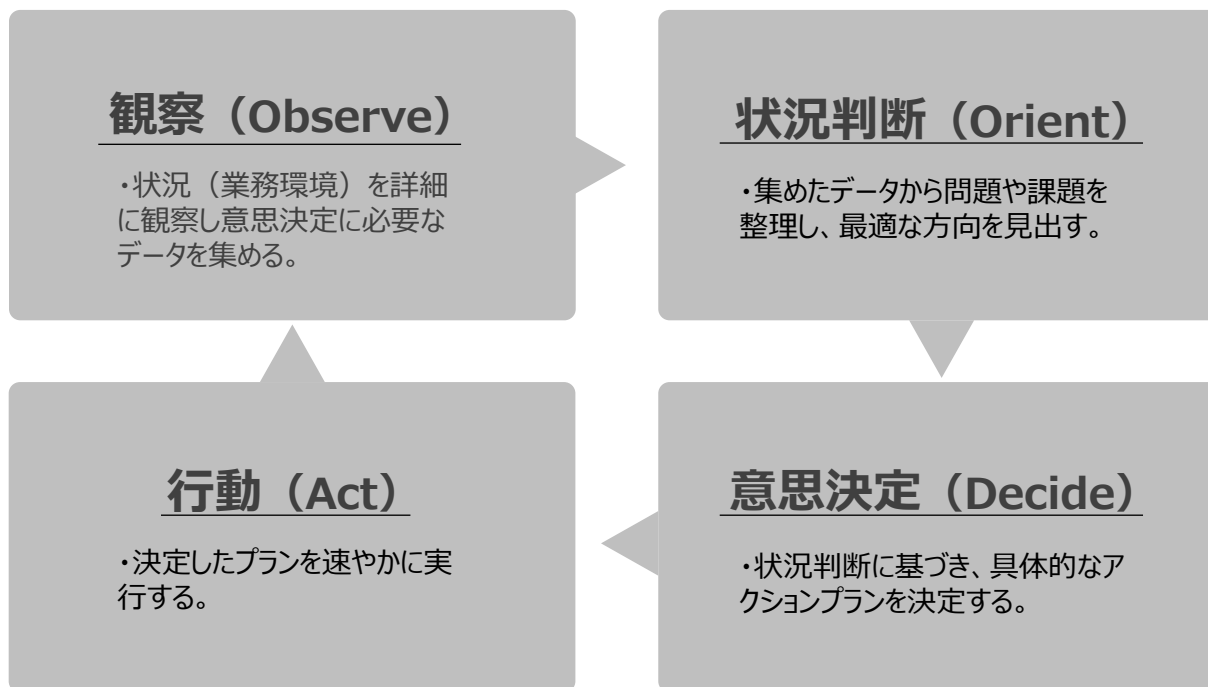 観察（Observe）
・状況（業務環境）を詳細
に観察し意思決定に必要な
データを集める。
状況判断（Orient）
・集めたデータから問題や課題を
整理し、最適な方向を見出す。
行動（Act）
・決定したプランを速やかに実
行する。
意思決定（Decide）
・状況判断に基づき、具体的なア
クションプランを決定する。